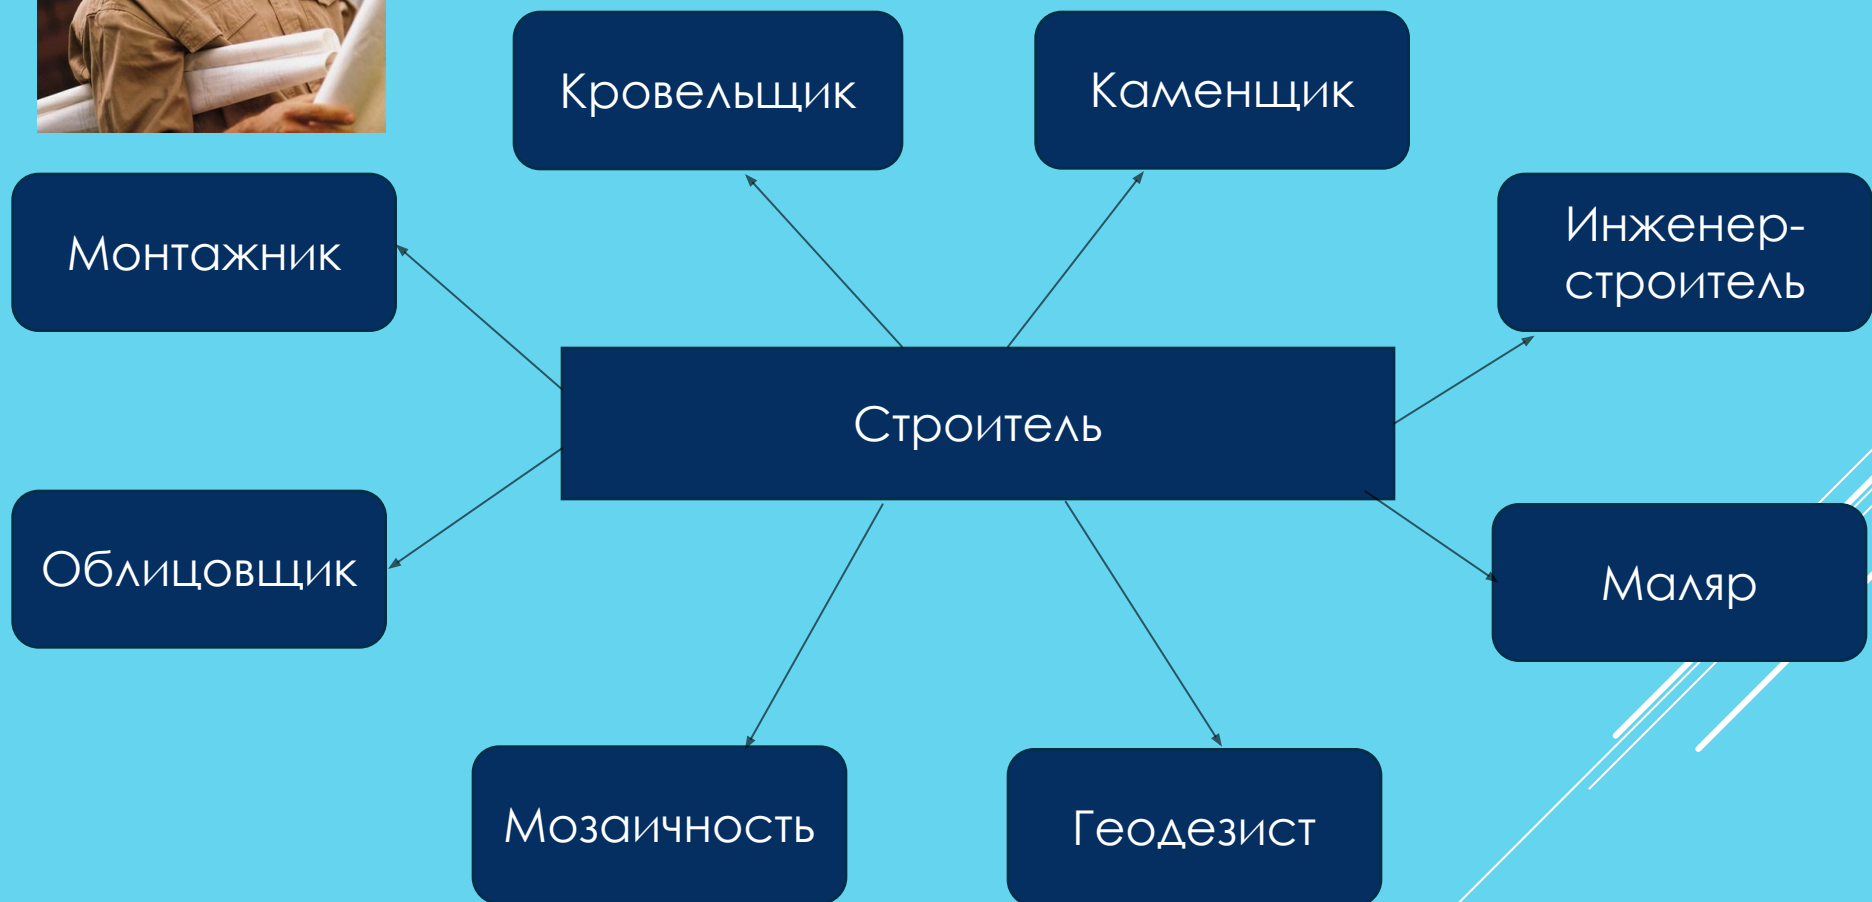 Кровельщик
Каменщик
Монтажник
Инженер-
строитель
Строитель
Облицовщик
Маляр
Мозаичность
Геодезист